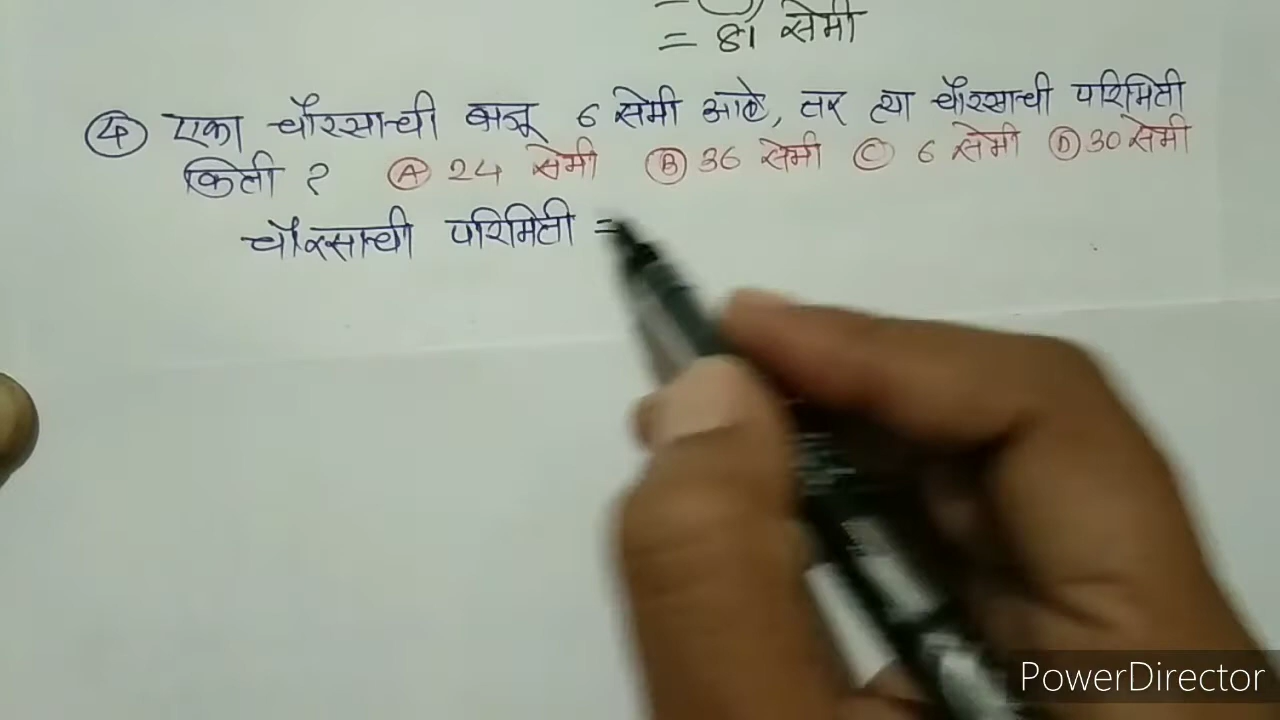 = 81 सेमी
④ एका चौरसाची बाजू 6 सेमी आहे, तर त्या चौरसाची परिमिती
किती ? Ⓐ 24 सेमी Ⓑ 36 सेमी Ⓒ 6 सेमी Ⓓ 30 सेमी
चौरसाची परिमिती =
PowerDirector